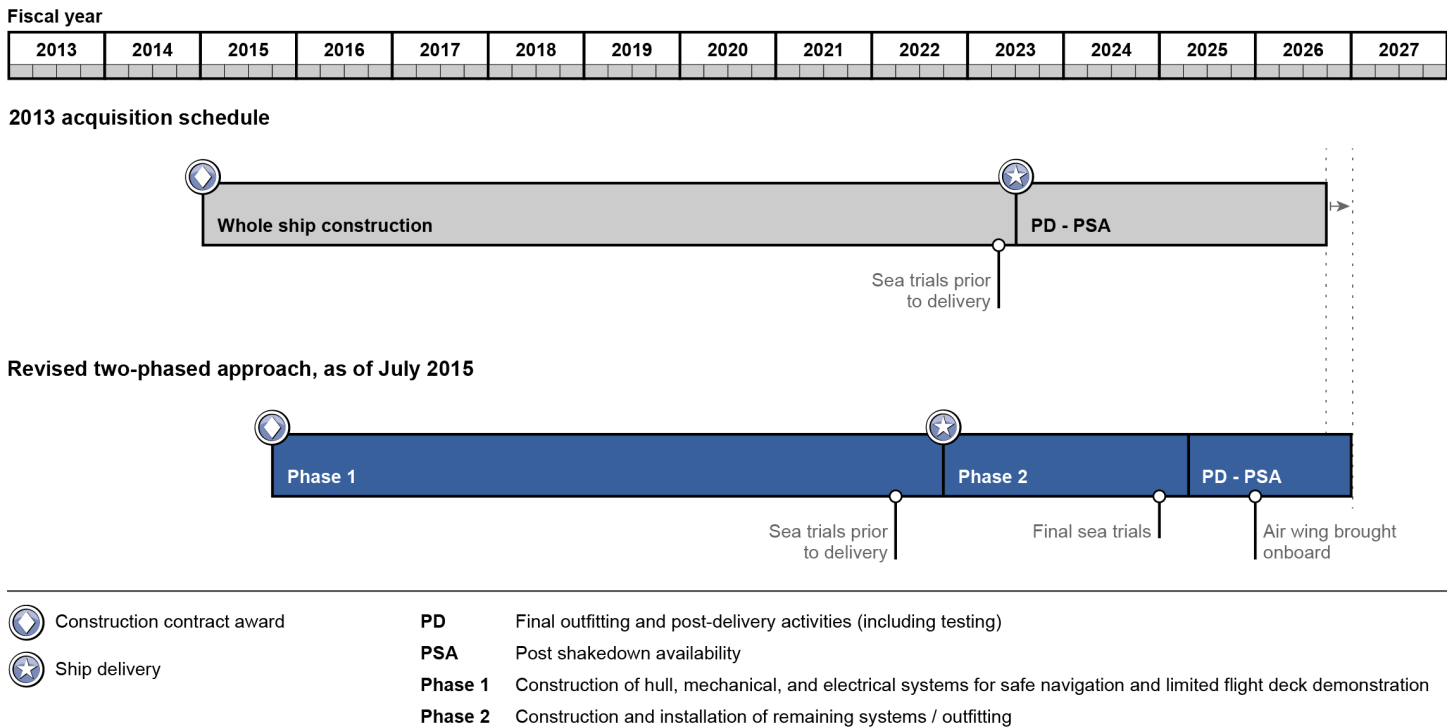 Fiscal year
2013 2014 2015 2016 2017 2018 2019 2020 2021 2022 2023 2024 2025 2026 2027
2013 acquisition schedule
Whole ship construction
PD - PSA
Sea trials prior
to delivery
Revised two-phased approach, as of July 2015
Phase 1
Phase 2
PD - PSA
Sea trials prior
to delivery
Final sea trials
Air wing brought
onboard
Construction contract award
Ship delivery
PD Final outfitting and post-delivery activities (including testing)
PSA Post shakedown availability
Phase 1 Construction of hull, mechanical, and electrical systems for safe navigation and limited flight deck demonstration
Phase 2 Construction and installation of remaining systems / outfitting